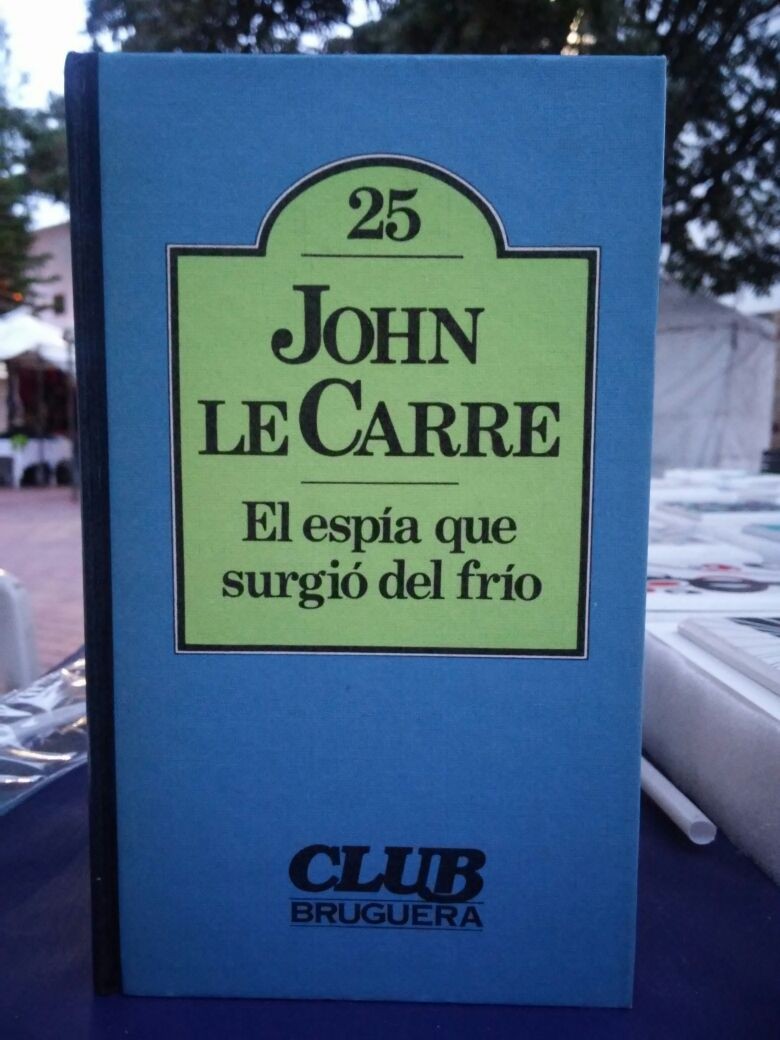 25
JOHN
LE CARRE
El espía que
surgió del frío
CLUB
BRUGUERA